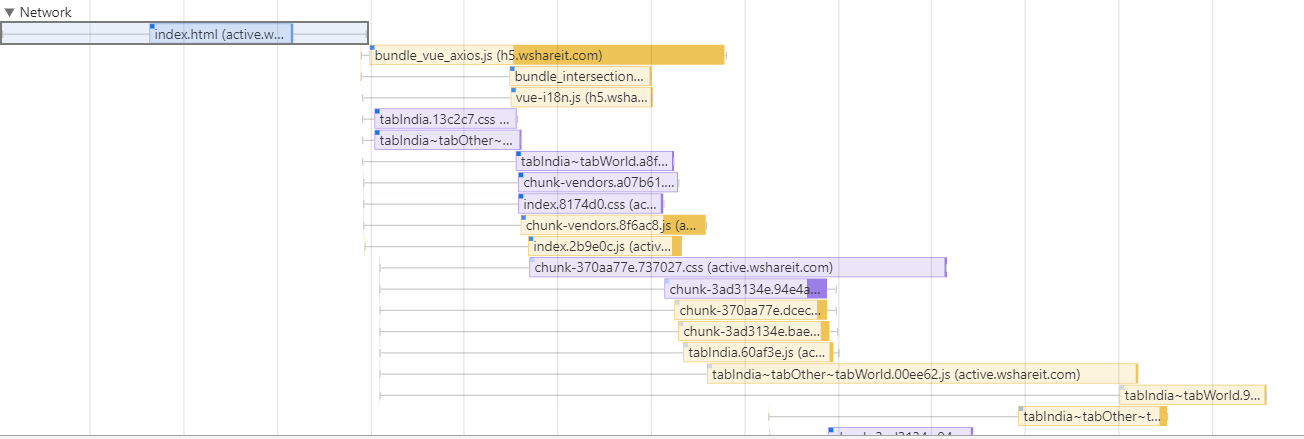 ▼ Network
index.html (active.w...
bundle_vue_axios.js (h5.wshareit.com)
bundle_intersection...
vue-i18n.js (h5.wsha...
tabIndia.13c2c7.css ...
tabIndia~tabOther~...
tabIndia~tabWorld.a8f...
chunk-vendors.a07b61....
index.8174d0.css (ac...
chunk-vendors.8f6ac8.js (a...
index.2b9e0c.js (activ...
chunk-370aa77e.737027.css (active.wshareit.com)
chunk-3ad3134e.94e4a...
chunk-370aa77e.dcec...
chunk-3ad3134e.bae...
tabIndia.60af3e.js (ac...
tabIndia~tabOther~tabWorld.00ee62.js (active.wshareit.com)
tabIndia~tabWorld.9...
tabIndia~tabOther~t...